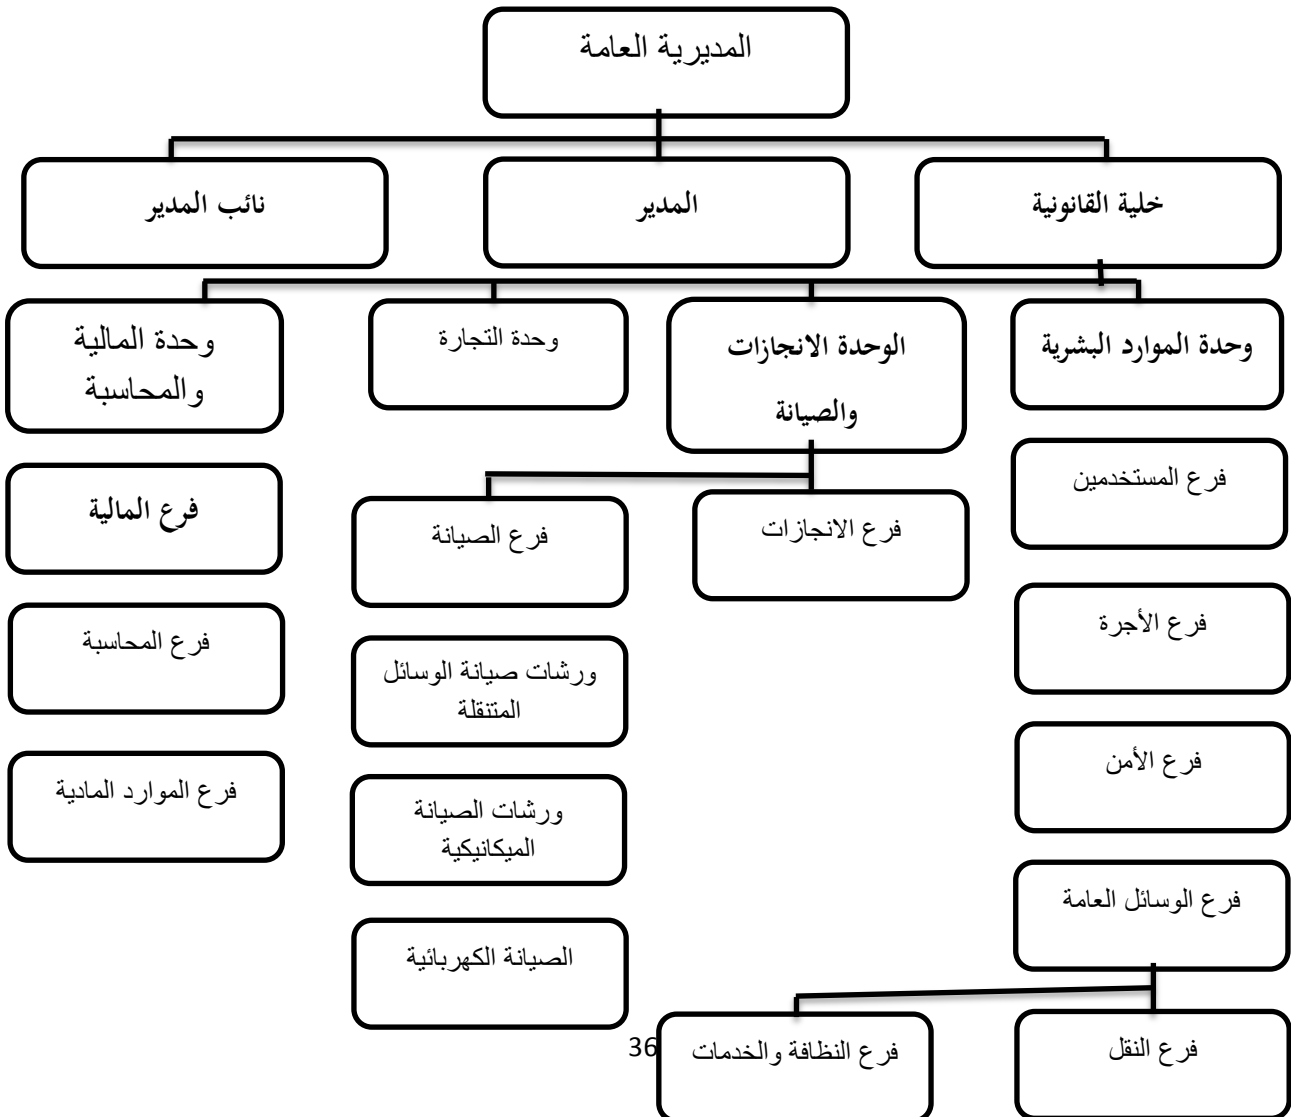 المديرية العامة
خلية القانونية
المدير
نائب المدير
وحدة الموارد البشرية
الوحدة الانجازات
والصيانة
وحدة التجارة
وحدة المالية
والمحاسبة
فرع المستخدمين
فرع الانجازات
فرع الصيانة
فرع المالية
فرع الأجرة
ورشات صيانة الوسائل
المتنقلة
فرع المحاسبة
فرع الأمن
ورشات الصيانة
الميكانيكية
فرع الموارد المادية
فرع الوسائل العامة
الصيانة الكهربائية
فرع النقل
فرع النظافة والخدمات
36